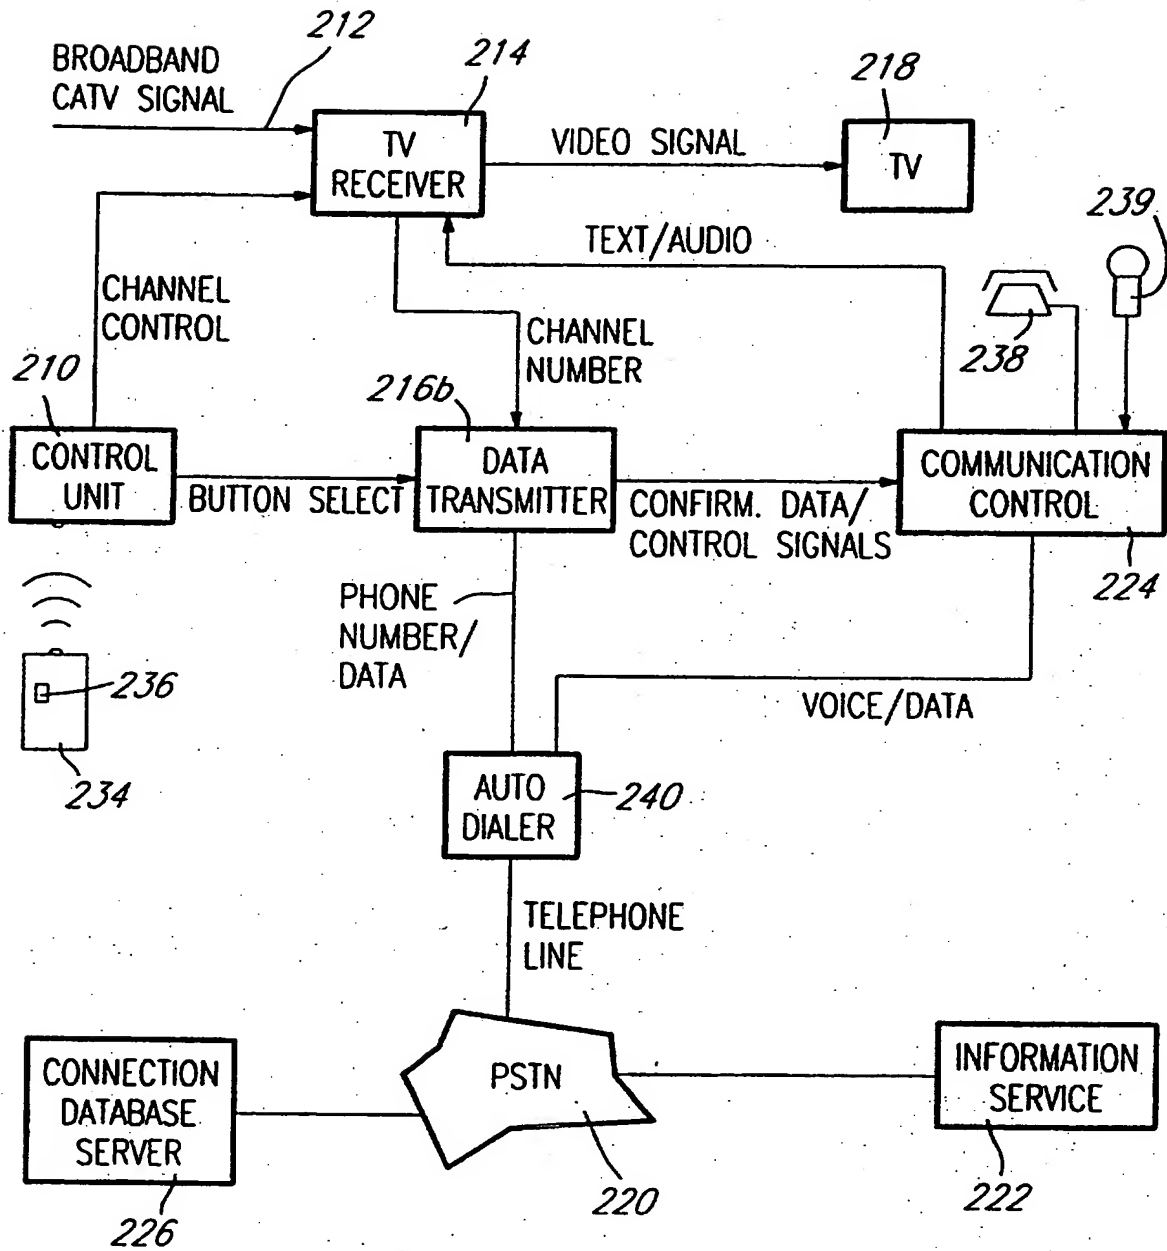 212
BROADBAND
CATV SIGNAL
214
218
TV
RECEIVER
VIDEO SIGNAL
TV
239
TEXT/AUDIO
CHANNEL
CONTROL
238
CHANNEL
NUMBER
210
216b
CONTROL
UNIT
BUTTON SELECT
DATA
TRANSMITTER
CONFIRM. DATA/
CONTROL SIGNALS
COMMUNICATION
CONTROL
224
PHONE
NUMBER/
DATA
236
234
VOICE/DATA
AUTO
DIALER
240
TELEPHONE
LINE
CONNECTION
DATABASE
SERVER
226
PSTN
220
INFORMATION
SERVICE
222